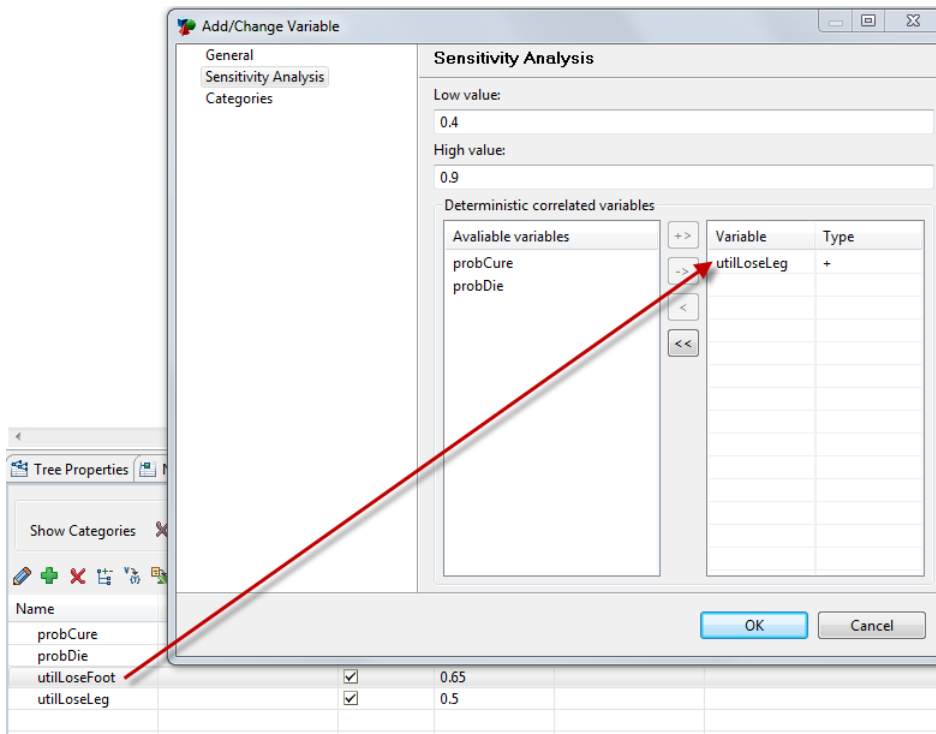 Add/Change Variable
General
Sensitivity Analysis
Categories
Sensitivity Analysis
Low value:
0.4
High value:
0.9
Deterministic correlated variables
Avaliable variables
probCure
probDie
+>
->
<
<<
Variable Type
utilLoseLeg +
OK Cancel
Tree Properties
Show Categories
Name
probCure
probDie
utilLoseFoot 0.65
utilLoseLeg 0.5